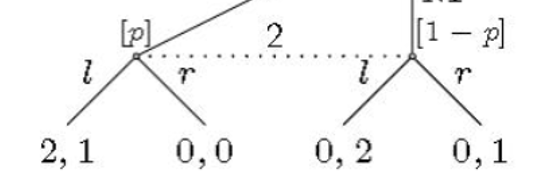 [p] 2 [1 − p]
l r l r
2, 1 0, 0 0, 2 0, 1